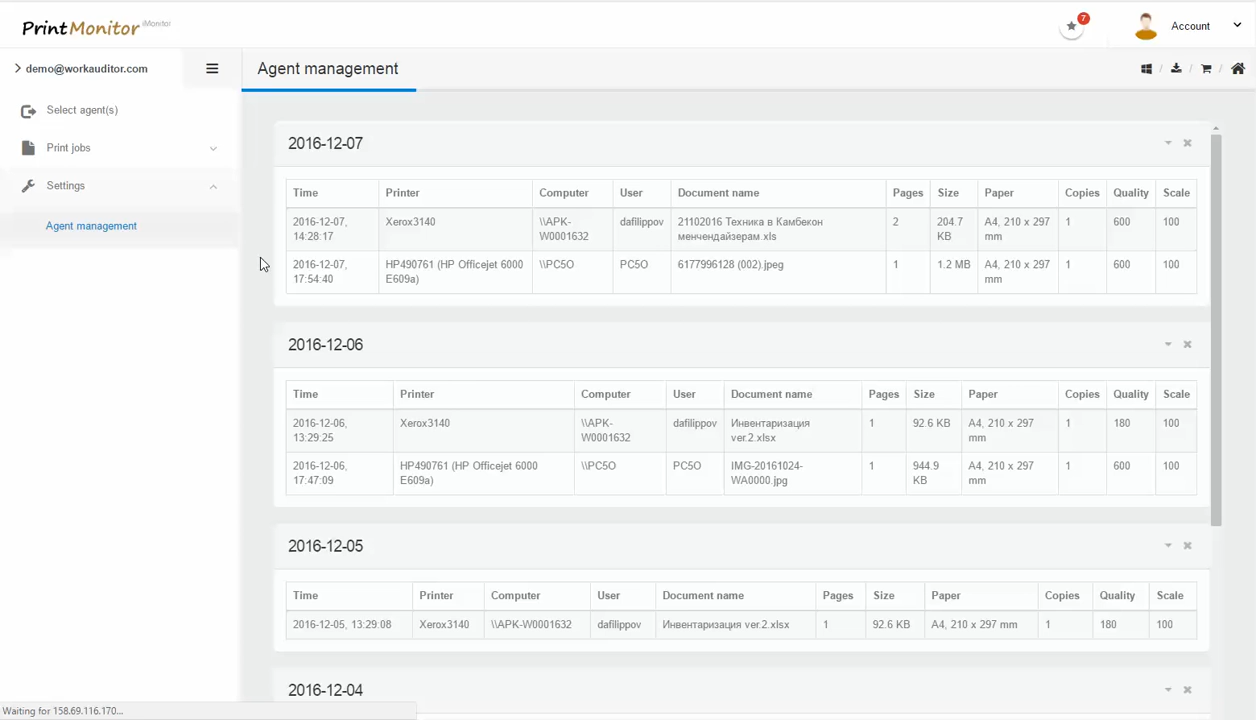 PrintMonitor iMonitor
7
Account
demo@workauditor.com
Agent management
Select agent(s)
Print jobs
Settings
Agent management
2016-12-07
Time Printer Computer User Document name Pages Size Paper Copies Quality Scale
2016-12-07, Xerox3140 \\APK- dafilippov 21102016 Техника в Камбекон 2 204.7 A4, 210 x 297 1 600 100
14:28:17 W0001632 менчендайзерам.xls KB mm
2016-12-07, HP490761 (HP Officejet 6000 \\PC5O PC5O 6177996128 (002).jpeg 1 1.2 MB A4, 210 x 297 1 600 100
17:54:40 E609a) mm
2016-12-06
Time Printer Computer User Document name Pages Size Paper Copies Quality Scale
2016-12-06, Xerox3140 \\APK- dafilippov Инвентаризация 1 92.6 KB A4, 210 x 297 1 180 100
13:29:25 W0001632 ver.2.xlsx mm
2016-12-06, HP490761 (HP Officejet 6000 \\PC5O PC5O IMG-20161024- 1 944.9 A4, 210 x 297 1 600 100
17:47:09 E609a) WA0000.jpg KB mm
2016-12-05
Time Printer Computer User Document name Pages Size Paper Copies Quality Scale
2016-12-05, 13:29:08 Xerox3140 \\APK-W0001632 dafilippov Инвентаризация ver.2.xlsx 1 92.6 KB A4, 210 x 297 mm 1 180 100
2016-12-04
Waiting for 158.69.116.170...